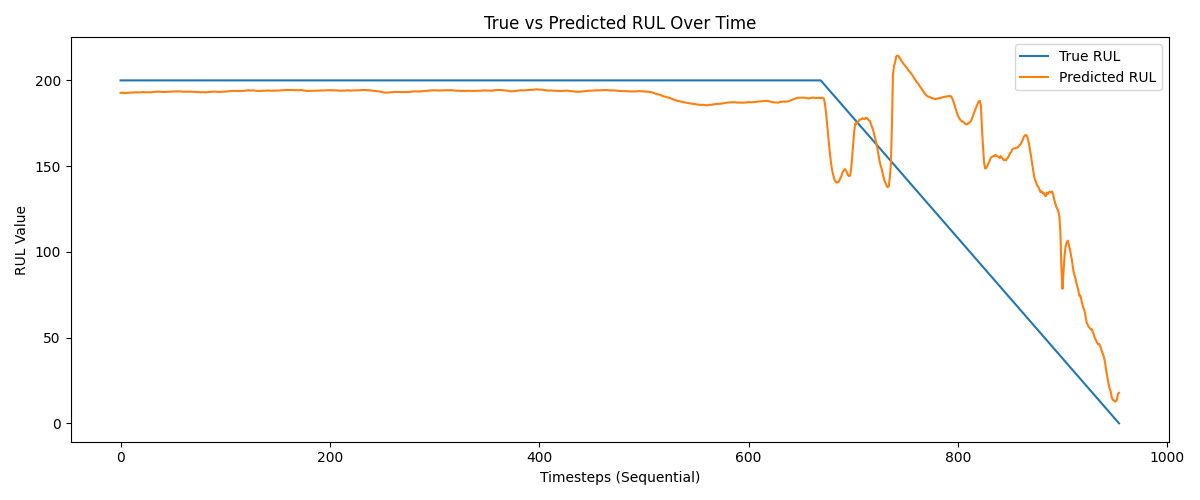 True vs Predicted RUL Over Time
True RUL
Predicted RUL
RUL Value
200
150
100
50
0
0 200 400 600 800 1000
Timesteps (Sequential)